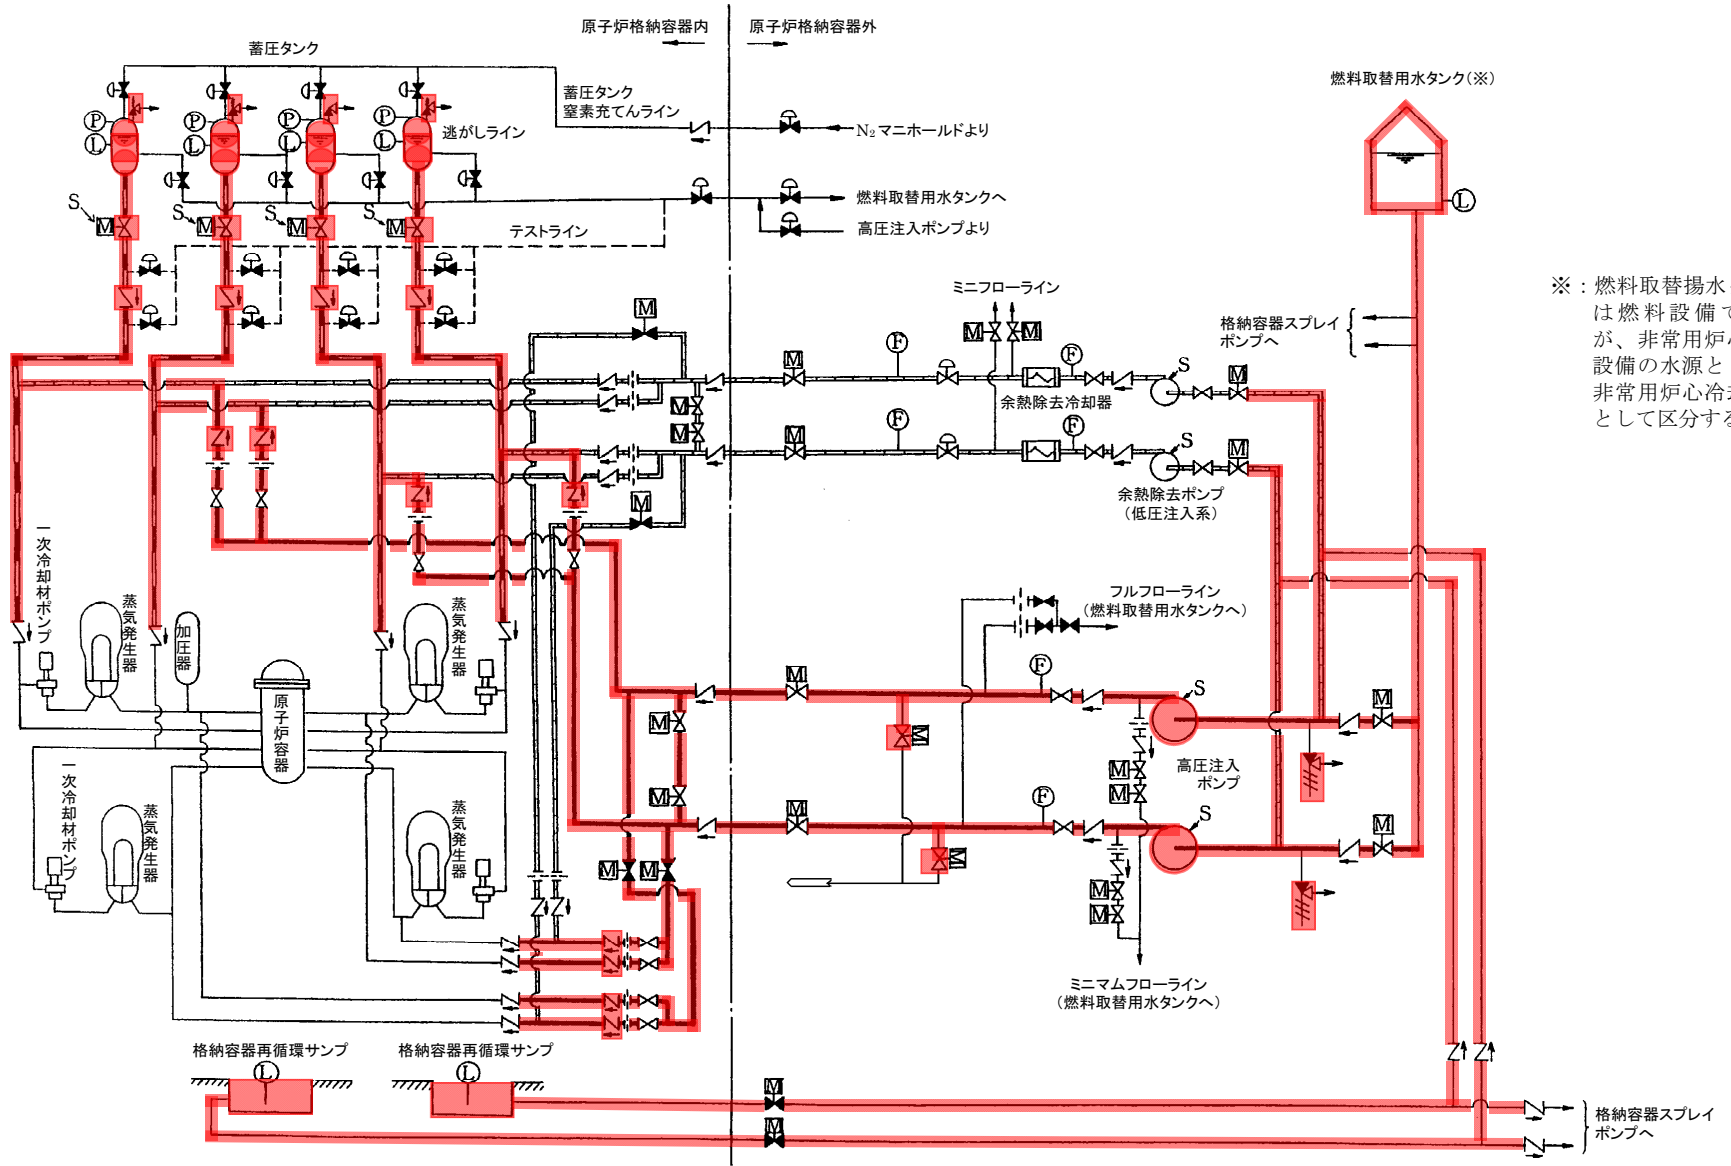 原子炉格納容器内
原子炉格納容器外
蓄圧タンク
燃料取替用水タンク(※)
蓄圧タンク
窒素充てんライン
P
P
P
P
L
L
L
L
逃がしライン
N₂マニホールドより
燃料取替用水タンクへ
L
高圧注入ポンプより
S
S
S
S
M
M
M
M
テストライン
※：燃料取替揚水
は燃料設備で
が、非常用炉
設備の水源と
非常用炉心冷
として区分する
ミニフローライン
格納容器スプレイ
ポンプへ
M
M
M
F
F
M
S
M
M
余熱除去冷却器
M
M
F
F
S
M
余熱除去ポンプ
(低圧注入系)
M
一次冷却材ポンプ
蒸気発生器
加圧器
蒸気発生器
原子炉容器
フルフローライン
(燃料取替用水タンクへ)
M
F
S
M
M
M
高圧注入
ポンプ
M
M
M
M
F
S
M
M
一次冷却材ポンプ
蒸気発生器
蒸気発生器
M
M
M
M
ミニマムフローライン
(燃料取替用水タンクへ)
格納容器再循環サンプ
格納容器再循環サンプ
L
L
M
M
格納容器スプレイ
ポンプへ